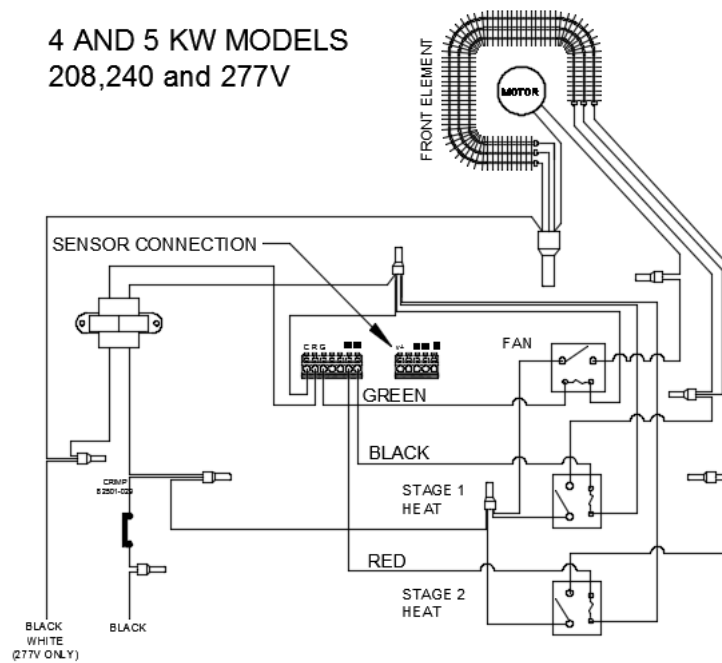 4 AND 5 KW MODELS
208,240 and 277V
FRONT ELEMENT
MOTOR
SENSOR CONNECTION
C R G
V+
FAN
GREEN
BLACK
CRIMP
STAGE 1
HEAT
RED
STAGE 2
HEAT
BLACK
WHITE
(277V ONLY)
BLACK